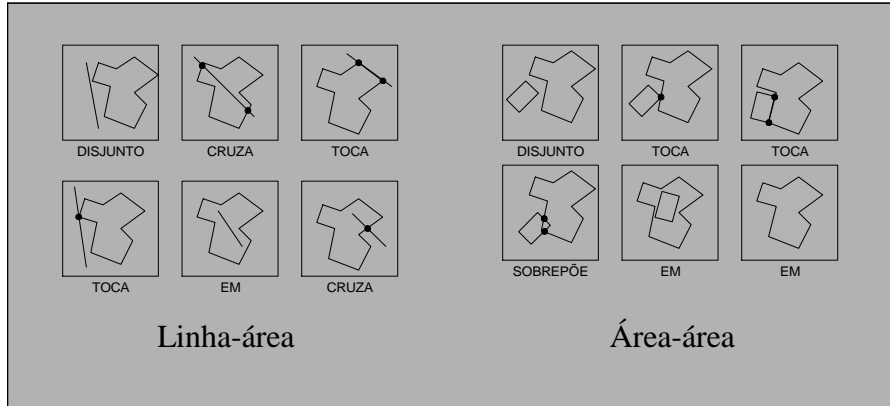 DISJUNTO CRUZA TOCA
TOCA EM CRUZA
Linha-área
DISJUNTO TOCA TOCA
SOBREPÕE EM EM
Área-área